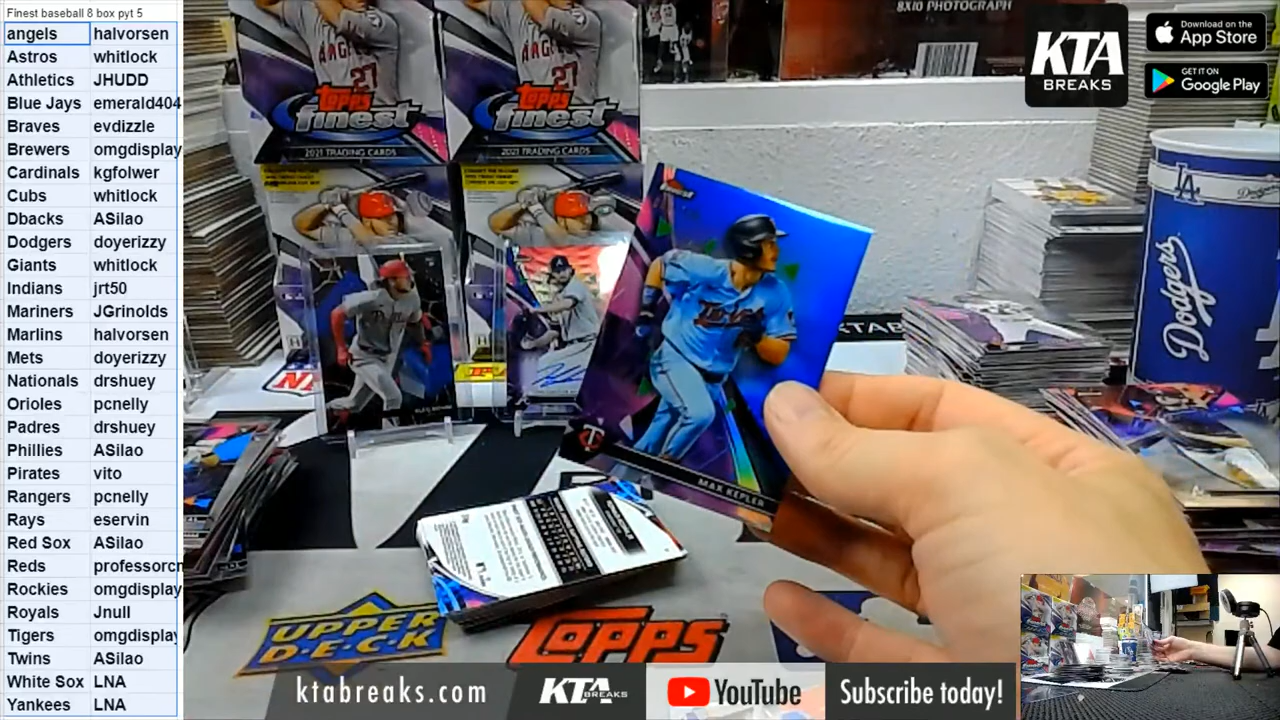 Finest baseball 8 box pyt 5
angels halvorsen
Astros whitlock
Athletics JHUDD
Blue Jays emerald404
Braves evdizzle
Brewers omgdisplay
Cardinals kgfolwer
Cubs whitlock
Dbacks ASilao
Dodgers doyerizzy
Giants whitlock
Indians jrt50
Mariners JGrinolds
Marlins halvorsen
Mets doyerizzy
Nationals drshuey
Orioles pcnelly
Padres drshuey
Phillies ASilao
Pirates vito
Rangers pcnelly
Rays eservin
Red Sox ASilao
Reds professorcr
Rockies omgdisplay
Royals Jnull
Tigers omgdisplay
Twins ASilao
White Sox LNA
Yankees LNA
8X10 PHOTOGRAPH
KTA
BREAKS
Download on the
App Store
GET IT ON
Google Play
27
TOPPS
finest
2021 TRADING CARDS
27
TOPPS
finest
2021 TRADING CARDS
LA
Dodgers
Dodgers
Phillies
T
MAX KEPLER
UPPER
DECK
TOPPS
ktabreaks.com
KTA
BREAKS
YouTube
Subscribe today!